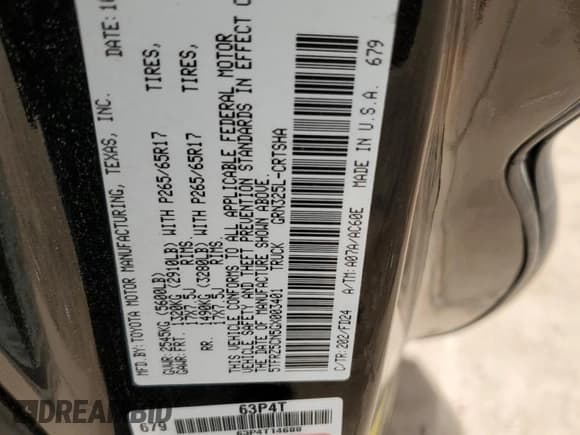 MFD.BY: TOYOTA MOTOR MANUFACTURING, TEXAS, INC. DATE:
GVWR: 2545KG (5600LB)
GAWR: FRT. 1320KG (2910LB) WITH P265/65R17 TIRES,
17X7.5J RIMS.
RR. 1490KG (3280LB) WITH P265/65R17 TIRES,
17X7.5J RIMS.
THIS VEHICLE CONFORMS TO ALL APPLICABLE FEDERAL MOTOR
VEHICLE SAFETY AND THEFT PREVENTION STANDARDS IN EFFECT
THE DATE OF MANUFACTURE SHOWN ABOVE.
TRUCK GRN325L-CRTSHA
C/TR: 202/FD24 A/TM: A07A/AC60E MADE IN U.S.A. 679
63P4T
679 63P4T14688
DREAMBID